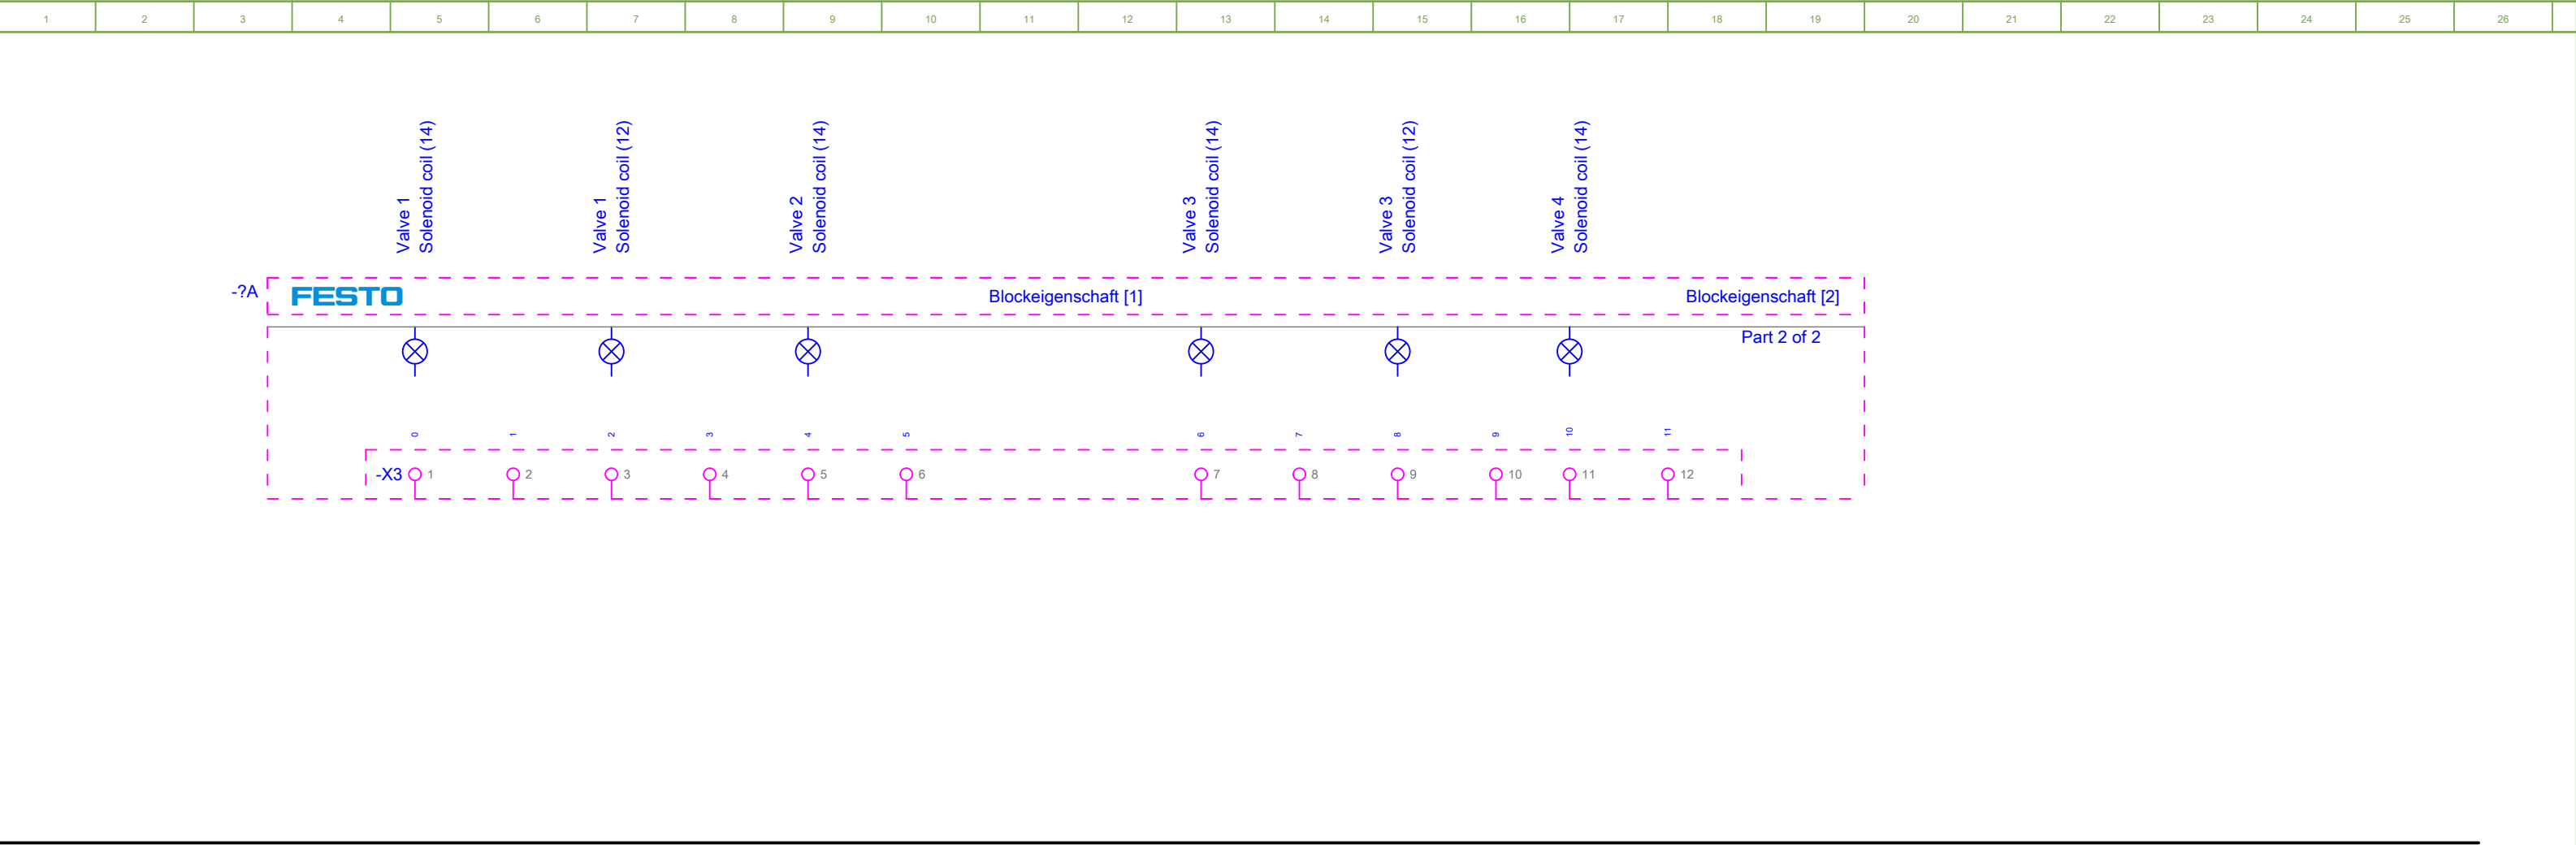 1 2 3 4 5 6 7 8 9 10 11 12 13 14 15 16 17 18 19 20 21 22 23 24 25 26
Valve 1
Solenoid coil (14)
Valve 1
Solenoid coil (12)
Valve 2
Solenoid coil (14)
Valve 3
Solenoid coil (14)
Valve 3
Solenoid coil (12)
Valve 4
Solenoid coil (14)
-?A FESTO Blockeigenschaft [1] Blockeigenschaft [2]
Part 2 of 2
0 1 2 3 4 5 6 7 8 9 10 11
-X3 1 2 3 4 5 6 7 8 9 10 11 12